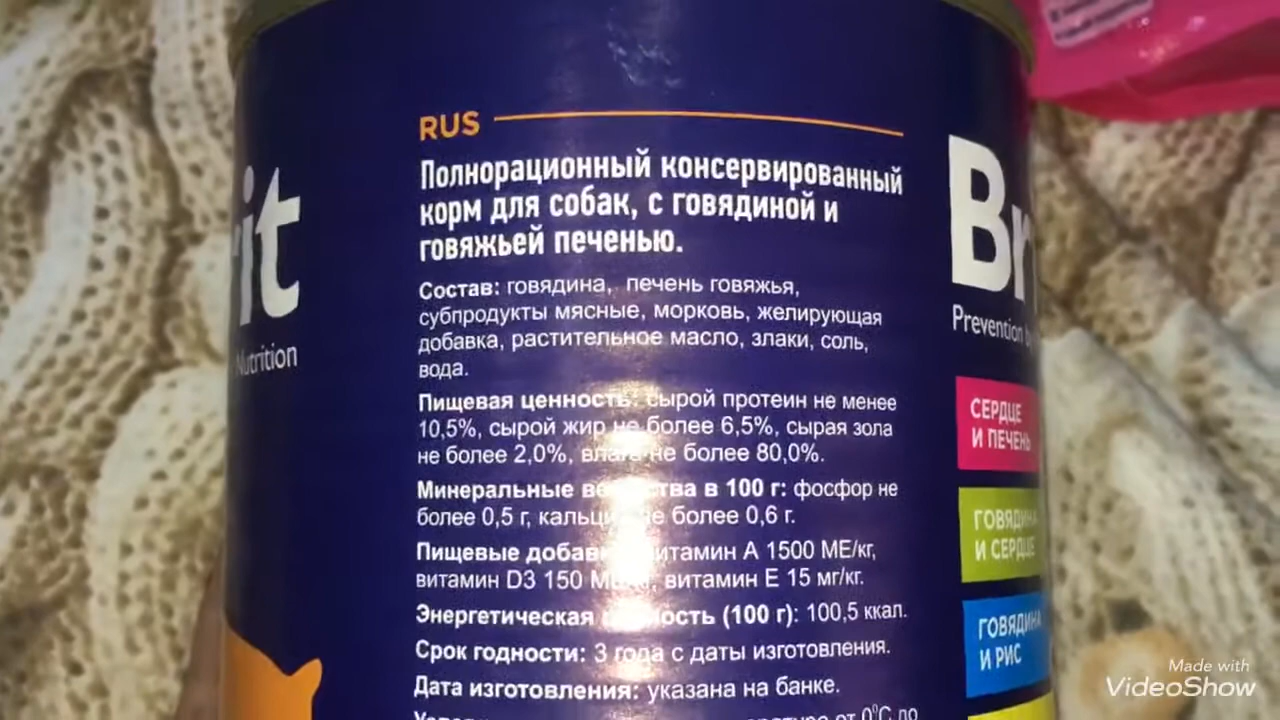 RUS
Полнорационный консервированный
корм для собак, с говядиной и
говяжьей печенью.
Состав: говядина, печень говяжья,
субпродукты мясные, морковь, желирующая
добавка, растительное масло, злаки, соль,
вода.
Пищевая ценность: сырой протеин не менее
10,5%, сырой жир не более 6,5%, сырая зола
не более 2,0%, влага не более 80,0%.
Минеральные вещества в 100 г: фосфор не
более 0,5 г, кальций не более 0,6 г.
Пищевые добавки: витамин А 1500 МЕ/кг,
витамин D3 150 МЕ/кг, витамин Е 15 мг/кг.
Энергетическая ценность (100 г): 100,5 ккал.
Срок годности: 3 года с даты изготовления.
Дата изготовления: указана на банке.
от 0°С до
it
Nutrition
Br
Prevention
СЕРДЦЕ
И ПЕЧЕНЬ
ГОВЯДИНА
И СЕРДЦЕ
ГОВЯДИНА
И РИС
Made with
VideoShow